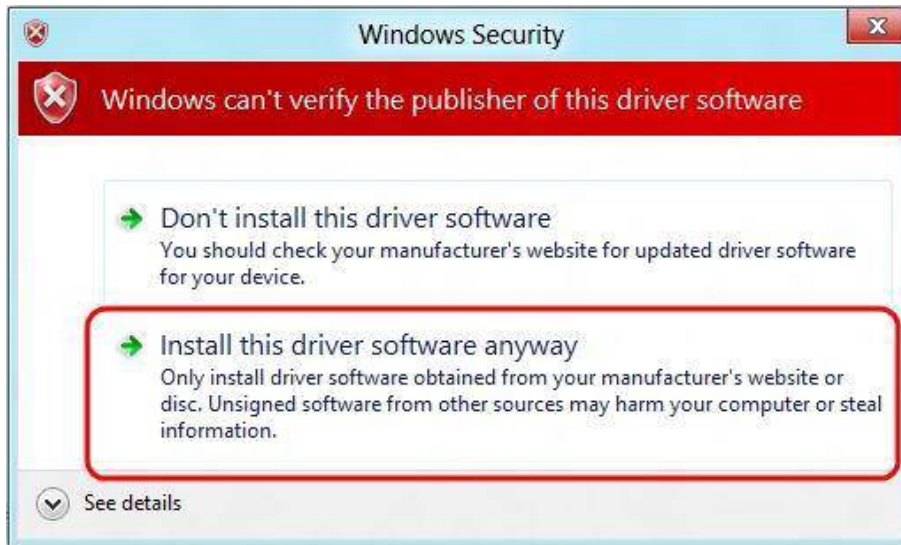 Windows Security
Windows can't verify the publisher of this driver software
Don't install this driver software
You should check your manufacturer's website for updated driver software
for your device.
Install this driver software anyway
Only install driver software obtained from your manufacturer's website or
disc. Unsigned software from other sources may harm your computer or steal
information.
See details